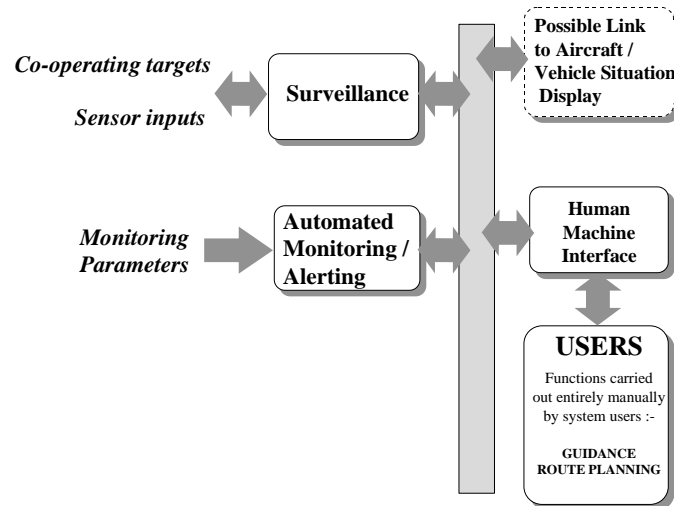 Co-operating targets
Sensor inputs
Surveillance
Possible Link
to Aircraft /
Vehicle Situation
Display
Monitoring
Parameters
Automated
Monitoring /
Alerting
Human
Machine
Interface
USERS
Functions carried
out entirely manually
by system users :-
GUIDANCE
ROUTE PLANNING